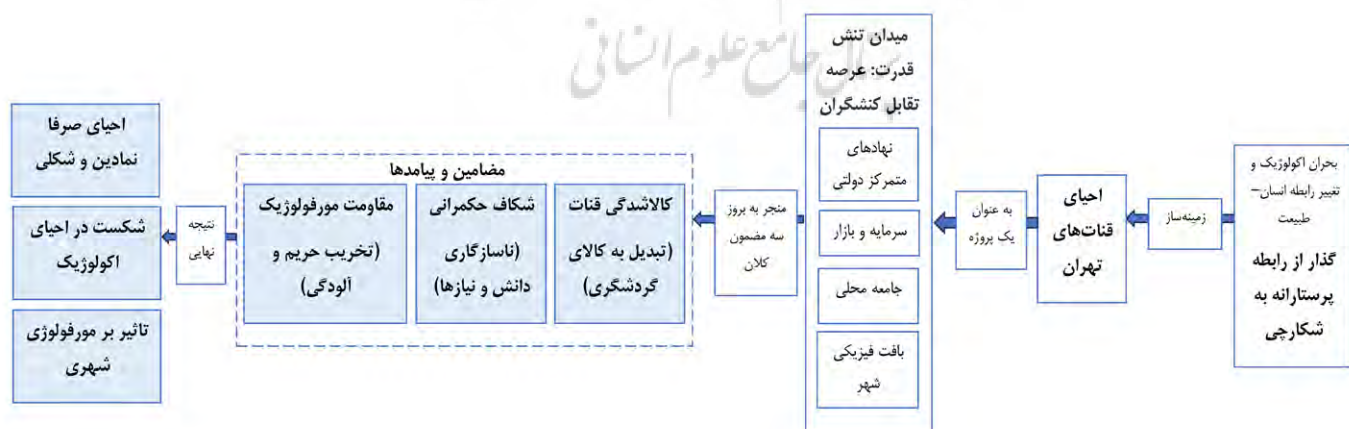 بحران اکولوژیک و
تغییر رابطه انسان–
طبیعت
گذار از رابطه
پرستارانه به
شکارچی
زمینه‌ساز
احیای
قنات‌های
تهران
به عنوان
یک پروژه
میدان تنش
قدرت: عرصه
تقابل کنشگران
نهادهای
متمرکز دولتی
سرمایه و بازار
جامعه محلی
بافت فیزیکی
شهر
منجر به بروز
سه مضمون
کلان
مضامین و پیامدها
کالاشدگی قنات
(تبدیل به کالای
گردشگری)
شکاف حکمرانی
(ناسازگاری
دانش و نیازها)
مقاومت مورفولوژیک
(تخریب حریم و
آلودگی)
نتیجه
نهایی
احیای صرفا
نمادین و شکلی
شکست در احیای
اکولوژیک
تاثیر بر مورفولوژی
شهری
پرتال جامع علوم انسانی